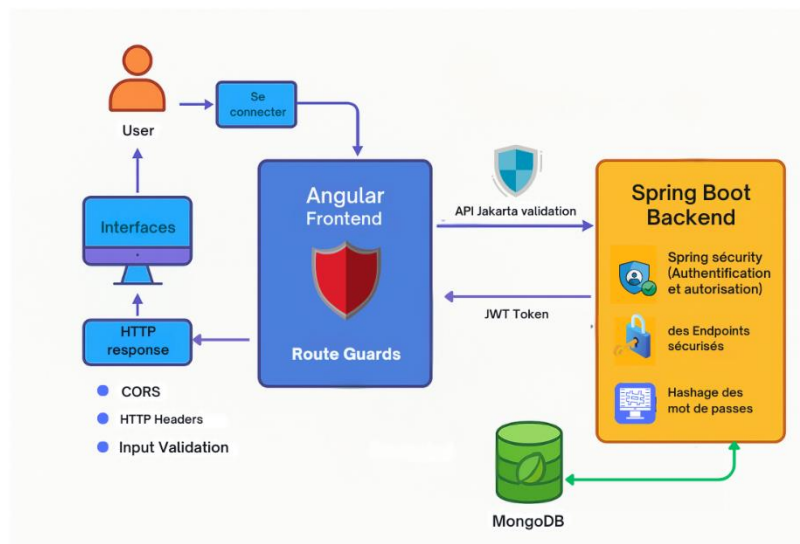 Se
connecter
User
Angular
Frontend
Route Guards
API Jakarta validation
JWT Token
Spring Boot
Backend
Spring sécurity
(Authentification
et autorisation)
des Endpoints
sécurisés
Hashage des
mot de passes
Interfaces
HTTP
response
CORS
HTTP Headers
Input Validation
MongoDB